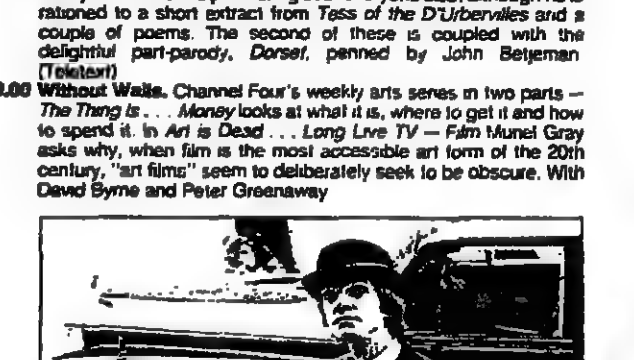 rationed to a short extract from Tess of the D'Urbervilles and a
couple of poems. The second of these is coupled with the
delightful part-parody, Dorset, penned by John Betjeman
(Teletext)
.00 Without Walls. Channel Four's weekly arts series in two parts —
The Thing Is . . . Money looks at what it is, where to get it and how
to spend it. In Art is Dead . . . Long Live TV — Film Muriel Gray
asks why, when film is the most accessible art form of the 20th
century, "art films" seem to deliberately seek to be obscure. With
David Byrne and Peter Greenaway